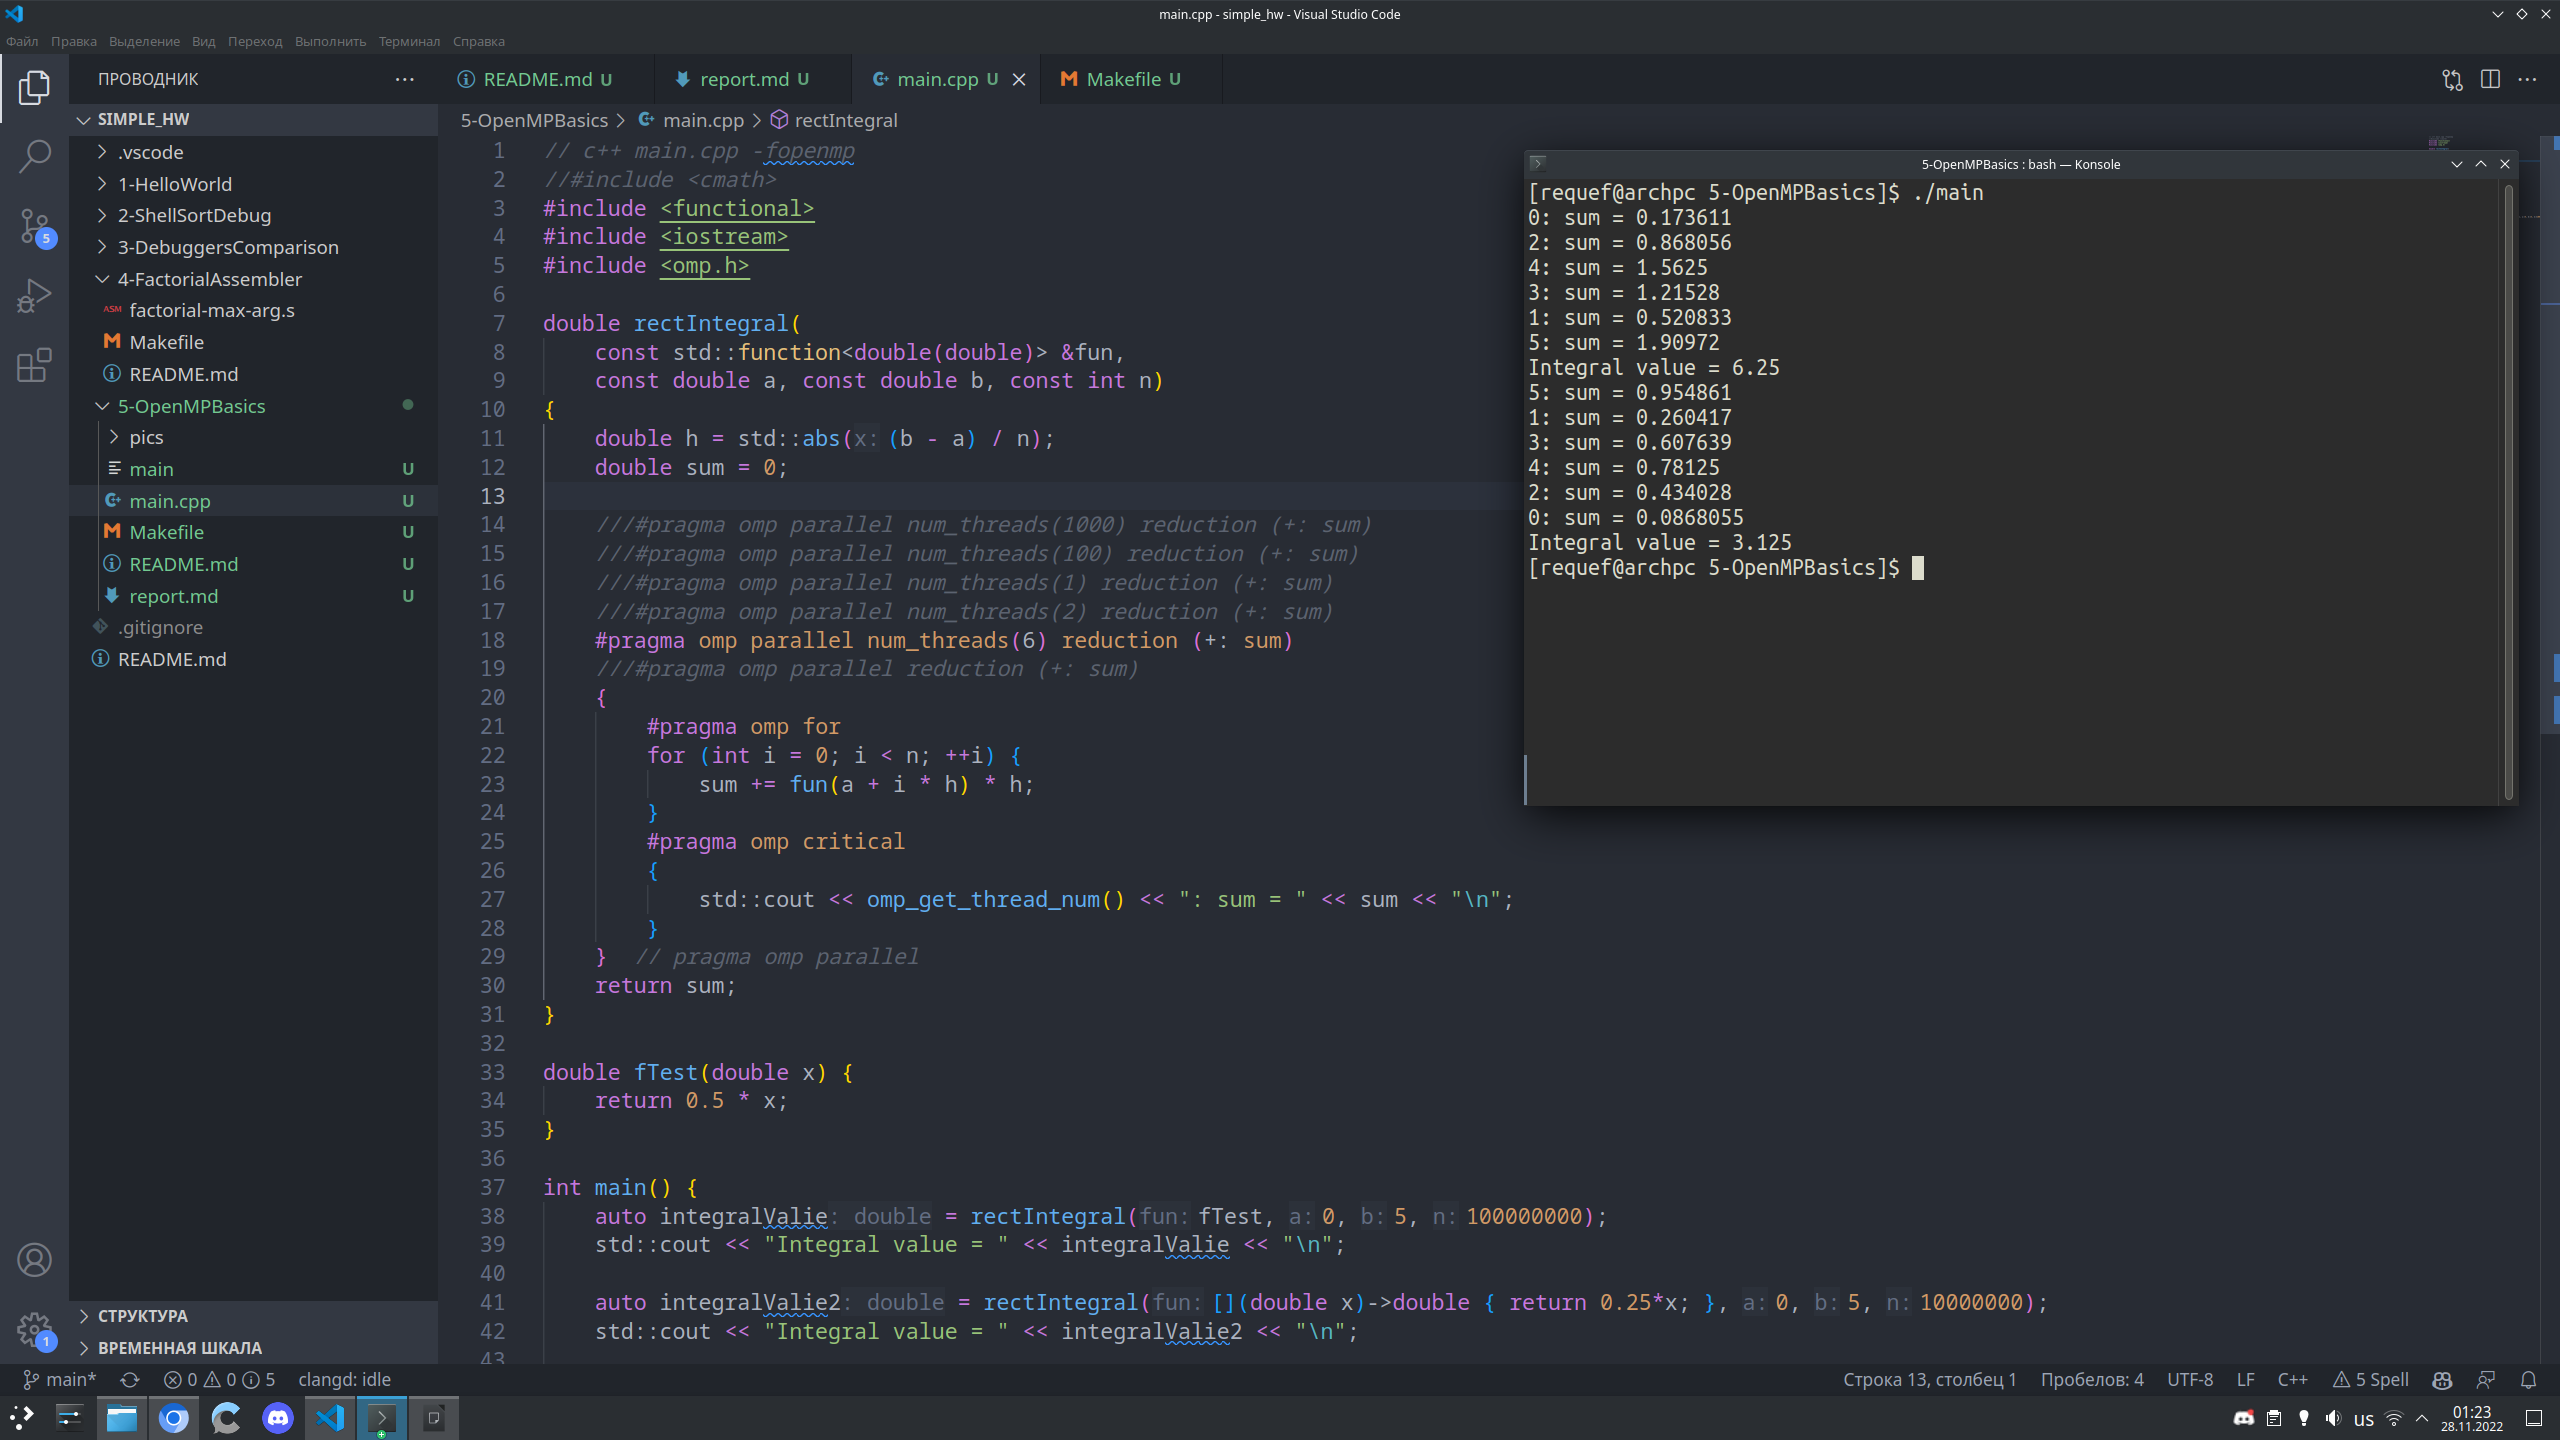 main.cpp - simple_hw - Visual Studio Code
Файл Правка Выделение Вид Переход Выполнить Терминал Справка
ПРОВОДНИК
README.md U
report.md U
main.cpp U
Makefile U
SIMPLE_HW
.vscode
1-HelloWorld
2-ShellSortDebug
3-DebuggersComparison
4-FactorialAssembler
ASM factorial-max-arg.s
Makefile
README.md
5-OpenMPBasics
pics
main U
main.cpp U
Makefile U
README.md U
report.md U
.gitignore
README.md
5
1
СТРУКТУРА
ВРЕМЕННАЯ ШКАЛА
5-OpenMPBasics > main.cpp > rectIntegral
1 // c++ main.cpp -fopenmp
2 //#include <cmath>
3 #include <functional>
4 #include <iostream>
5 #include <omp.h>
6
7 double rectIntegral(
8 const std::function<double(double)> &fun,
9 const double a, const double b, const int n)
10 {
11 double h = std::abs(x: (b - a) / n);
12 double sum = 0;
13
14 ///#pragma omp parallel num_threads(1000) reduction (+: sum)
15 ///#pragma omp parallel num_threads(100) reduction (+: sum)
16 ///#pragma omp parallel num_threads(1) reduction (+: sum)
17 ///#pragma omp parallel num_threads(2) reduction (+: sum)
18 #pragma omp parallel num_threads(6) reduction (+: sum)
19 ///#pragma omp parallel reduction (+: sum)
20 {
21 #pragma omp for
22 for (int i = 0; i < n; ++i) {
23 sum += fun(a + i * h) * h;
24 }
25 #pragma omp critical
26 {
27 std::cout << omp_get_thread_num() << ": sum = " << sum << "\n";
28 }
29 } // pragma omp parallel
30 return sum;
31 }
32
33 double fTest(double x) {
34 return 0.5 * x;
35 }
36
37 int main() {
38 auto integralValie: double = rectIntegral(fun: fTest, a: 0, b: 5, n: 100000000);
39 std::cout << "Integral value = " << integralValie << "\n";
40
41 auto integralValie2: double = rectIntegral(fun: [](double x)->double { return 0.25*x; }, a: 0, b: 5, n: 10000000);
42 std::cout << "Integral value = " << integralValie2 << "\n";
43
5-OpenMPBasics : bash — Konsole
[requef@archpc 5-OpenMPBasics]$ ./main
0: sum = 0.173611
2: sum = 0.868056
4: sum = 1.5625
3: sum = 1.21528
1: sum = 0.520833
5: sum = 1.90972
Integral value = 6.25
5: sum = 0.954861
1: sum = 0.260417
3: sum = 0.607639
4: sum = 0.78125
2: sum = 0.434028
0: sum = 0.0868055
Integral value = 3.125
[requef@archpc 5-OpenMPBasics]$
main* 0 0 5 clangd: idle
Строка 13, столбец 1 Пробелов: 4 UTF-8 LF C++ 5 Spell
us
01:23
28.11.2022